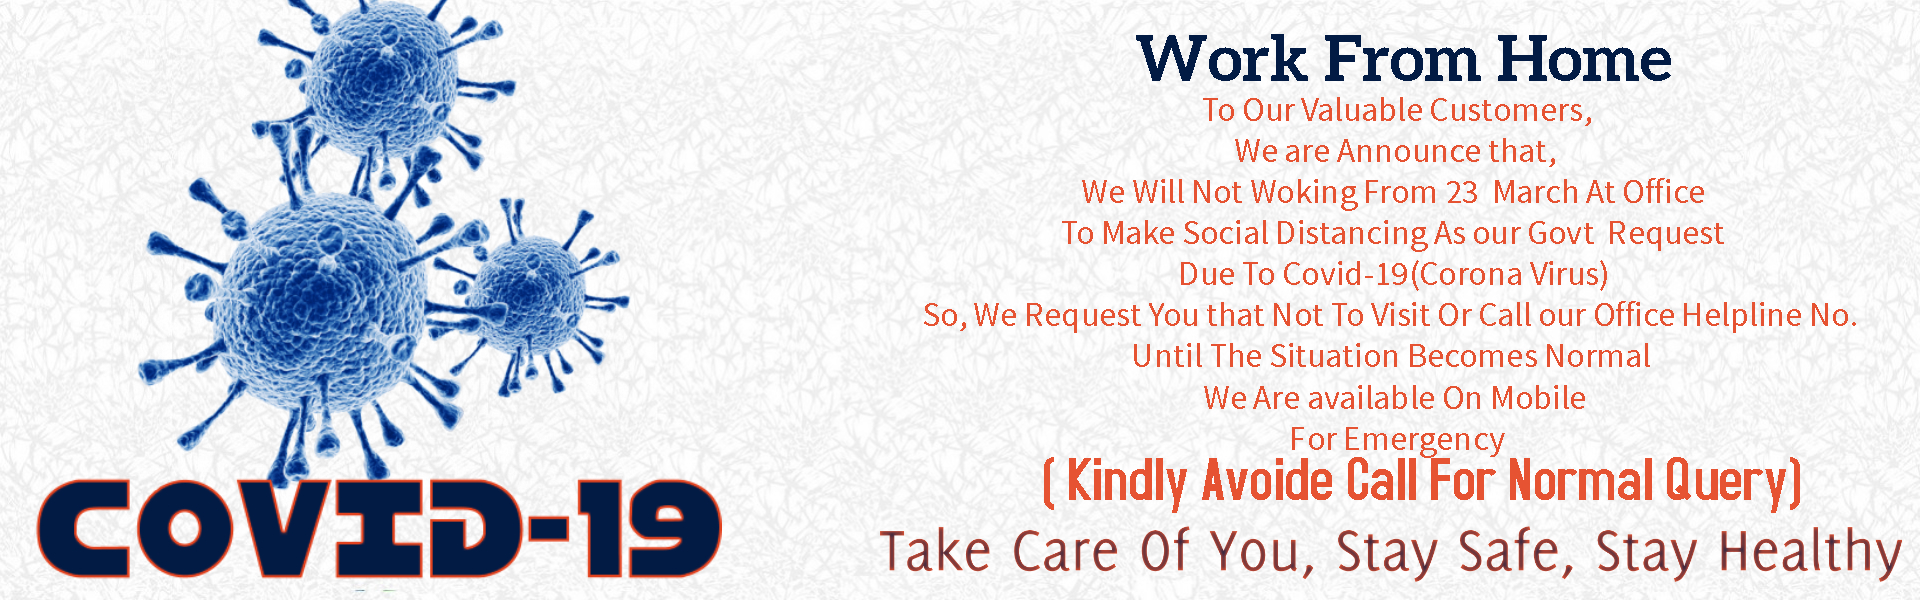 Work From Home
To Our Valuable Customers,
We are Announce that,
We Will Not Woking From 23 March At Office
To Make Social Distancing As our Govt Request
Due To Covid-19(Corona Virus)
So, We Request You that Not To Visit Or Call our Office Helpline No.
Until The Situation Becomes Normal
We Are available On Mobile
For Emergency
( Kindly Avoide Call For Normal Query)
Take Care Of You, Stay Safe, Stay Healthy
COVID-19